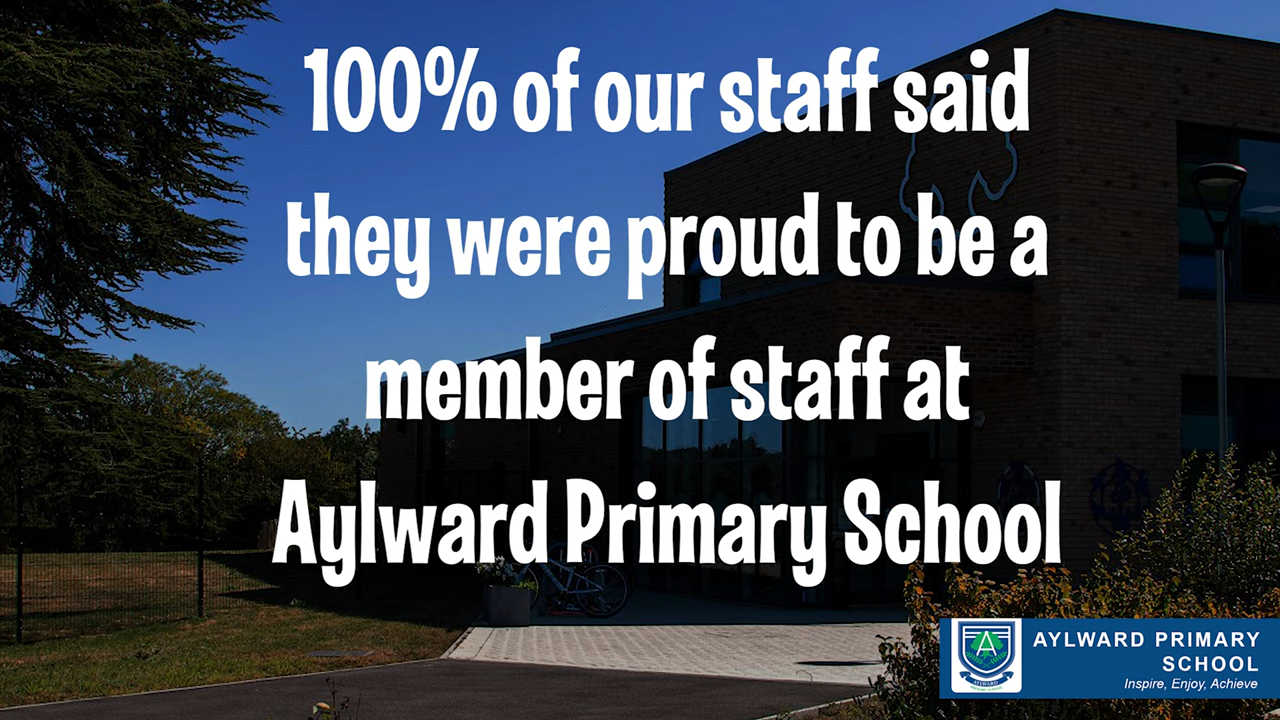 100% of our staff said
they were proud to be a
member of staff at
Aylward Primary School
AYLWARD PRIMARY
SCHOOL
Inspire, Enjoy, Achieve